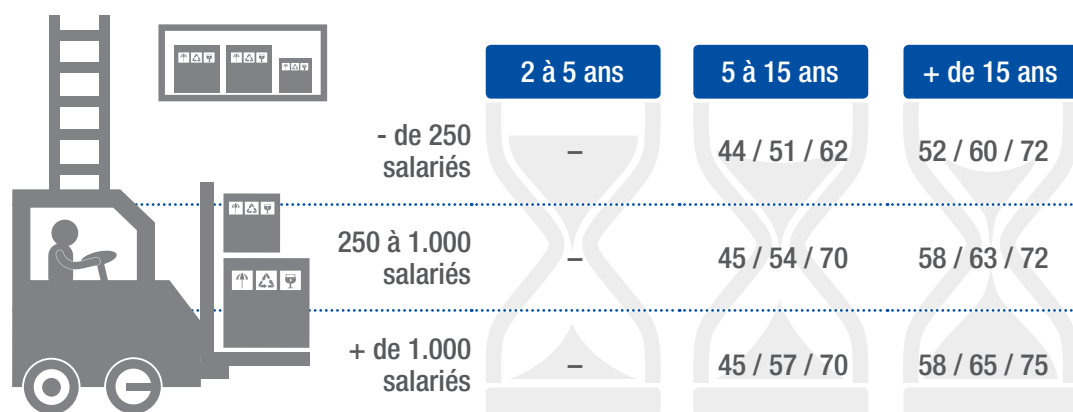 2 à 5 ans
5 à 15 ans
+ de 15 ans
- de 250
salariés
–
44 / 51 / 62
52 / 60 / 72
250 à 1.000
salariés
–
45 / 54 / 70
58 / 63 / 72
+ de 1.000
salariés
–
45 / 57 / 70
58 / 65 / 75